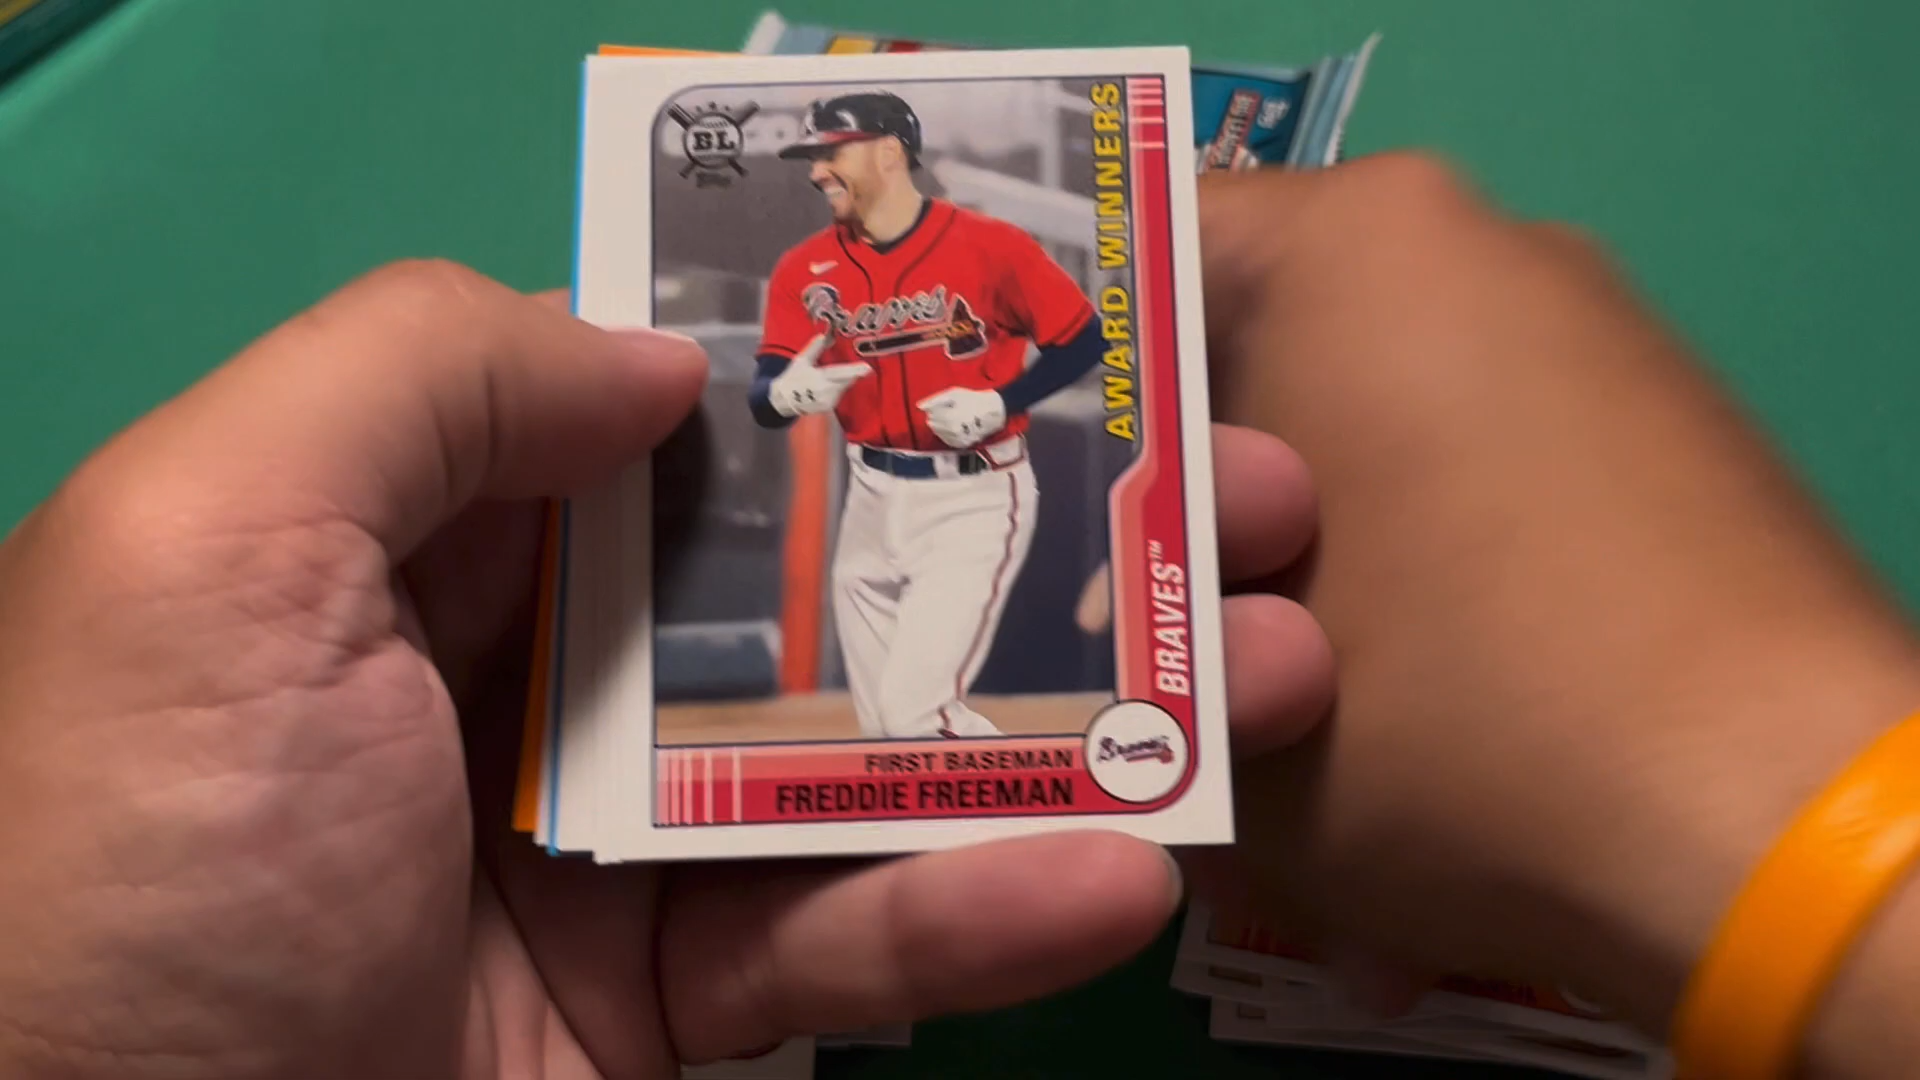 BL
AWARD WINNERS
Braves
BRAVES™
Braves
FIRST BASEMAN
FREDDIE FREEMAN